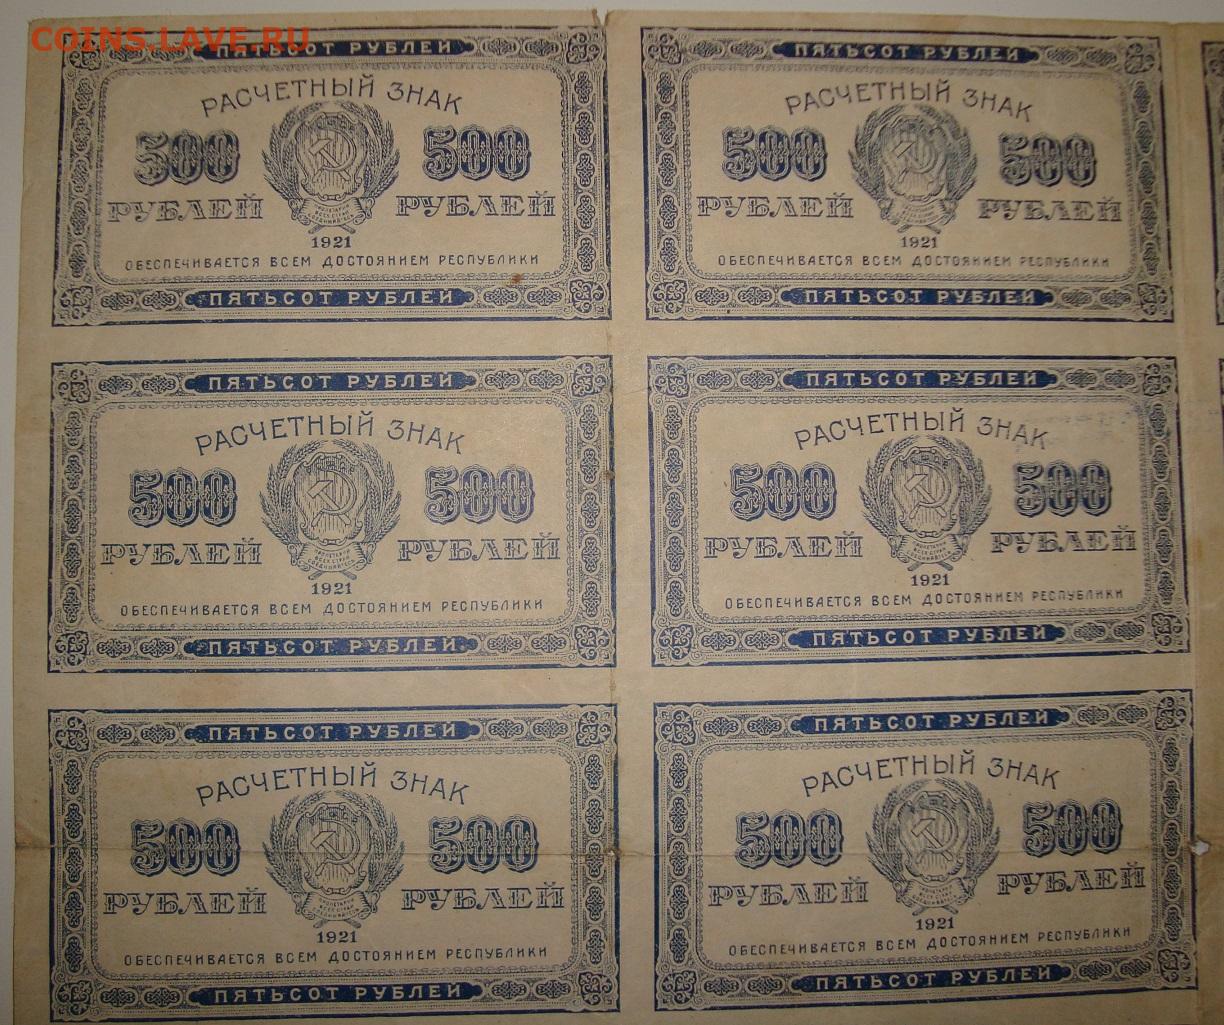 COINS.LAVE.RU
ПЯТЬСОТ РУБЛЕЙ
РАСЧЕТНЫЙ ЗНАК
500 500
РУБЛЕЙ РУБЛЕЙ
1921
ОБЕСПЕЧИВАЕТСЯ ВСЕМ ДОСТОЯНИЕМ РЕСПУБЛИКИ
ПЯТЬСОТ РУБЛЕЙ
ПЯТЬСОТ РУБЛЕЙ
РАСЧЕТНЫЙ ЗНАК
500 500
РУБЛЕЙ РУБЛЕЙ
1921
ОБЕСПЕЧИВАЕТСЯ ВСЕМ ДОСТОЯНИЕМ РЕСПУБЛИКИ
ПЯТЬСОТ РУБЛЕЙ
ПЯТЬСОТ РУБЛЕЙ
РАСЧЕТНЫЙ ЗНАК
500 500
РУБЛЕЙ РУБЛЕЙ
1921
ОБЕСПЕЧИВАЕТСЯ ВСЕМ ДОСТОЯНИЕМ РЕСПУБЛИКИ
ПЯТЬСОТ РУБЛЕЙ.
ПЯТЬСОТ РУБЛЕЙ
РАСЧЕТНЫЙ ЗНАК
500 500
РУБЛЕЙ РУБЛЕЙ
1921
ОБЕСПЕЧИВАЕТСЯ ВСЕМ ДОСТОЯНИЕМ РЕСПУБЛИКИ
ПЯТЬСОТ РУБЛЕЙ
ПЯТЬСОТ РУБЛЕЙ
РАСЧЕТНЫЙ ЗНАК
500 500
РУБЛЕЙ РУБЛЕЙ
1921
ОБЕСПЕЧИВАЕТСЯ ВСЕМ ДОСТОЯНИЕМ РЕСПУБЛИКИ
ПЯТЬСОТ РУБЛЕЙ
ПЯТЬСОТ РУБЛЕЙ
РАСЧЕТНЫЙ ЗНАК
500 500
РУБЛЕЙ РУБЛЕЙ
1921
ОБЕСПЕЧИВАЕТСЯ ВСЕМ ДОСТОЯНИЕМ РЕСПУБЛИКИ
ПЯТЬСОТ РУБЛЕЙ